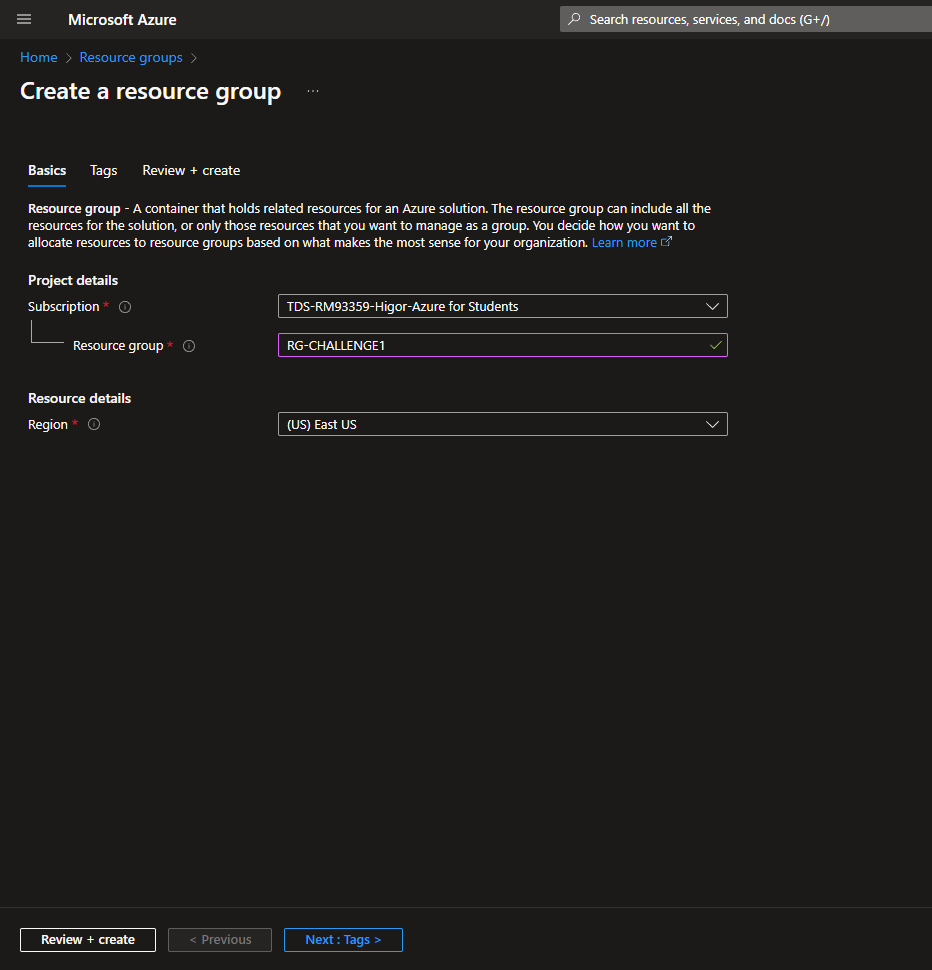 Microsoft Azure
Search resources, services, and docs (G+/)
Home > Resource groups >
Create a resource group ...
Basics Tags Review + create
Resource group - A container that holds related resources for an Azure solution. The resource group can include all the
resources for the solution, or only those resources that you want to manage as a group. You decide how you want to
allocate resources to resource groups based on what makes the most sense for your organization. Learn more
Project details
Subscription *
TDS-RM93359-Higor-Azure for Students
Resource group *
RG-CHALLENGE1
Resource details
Region *
(US) East US
Review + create
< Previous
Next : Tags >